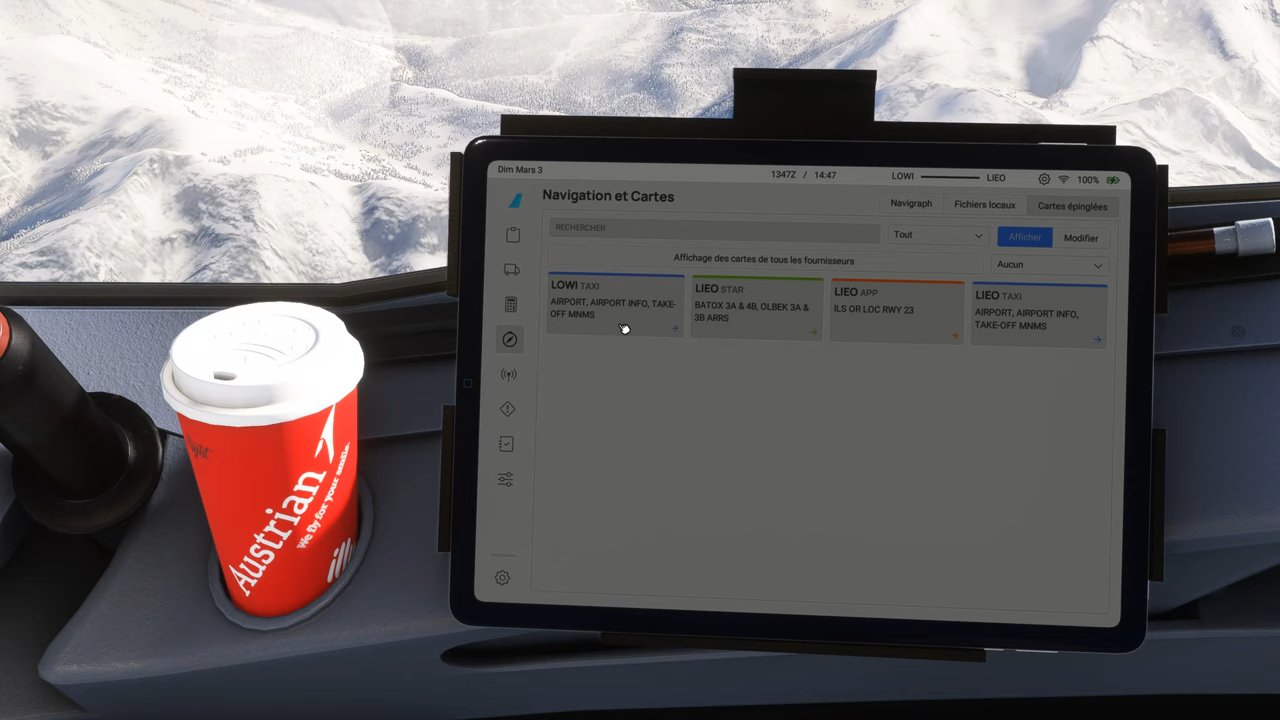 Dim Mars 3
1347Z / 14:47
LOWI
LIEO
100%
Navigation et Cartes
Navigraph
Fichiers locaux
Cartes épinglées
RECHERCHER
Tout
Afficher
Modifier
Affichage des cartes de tous les fournisseurs
Aucun
LOWI TAXI
AIRPORT, AIRPORT INFO, TAKE-
OFF MNMS
LIEO STAR
BATOX 3A & 4B, OLBEK 3A &
3B ARRS
LIEO APP
ILS OR LOC RWY 23
LIEO TAXI
AIRPORT, AIRPORT INFO,
TAKE-OFF MNMS
Austrian
We fly for your smile.